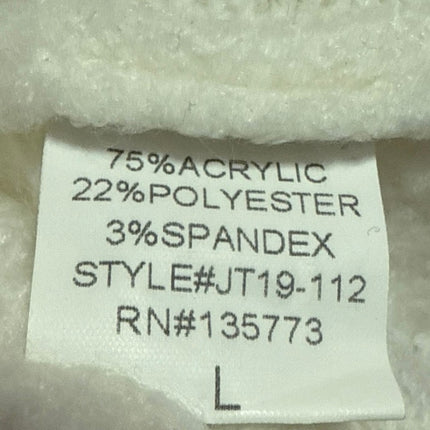 75%ACRYLIC
22%POLYESTER
3%SPANDEX
STYLE#JT19-112
RN#135773
L